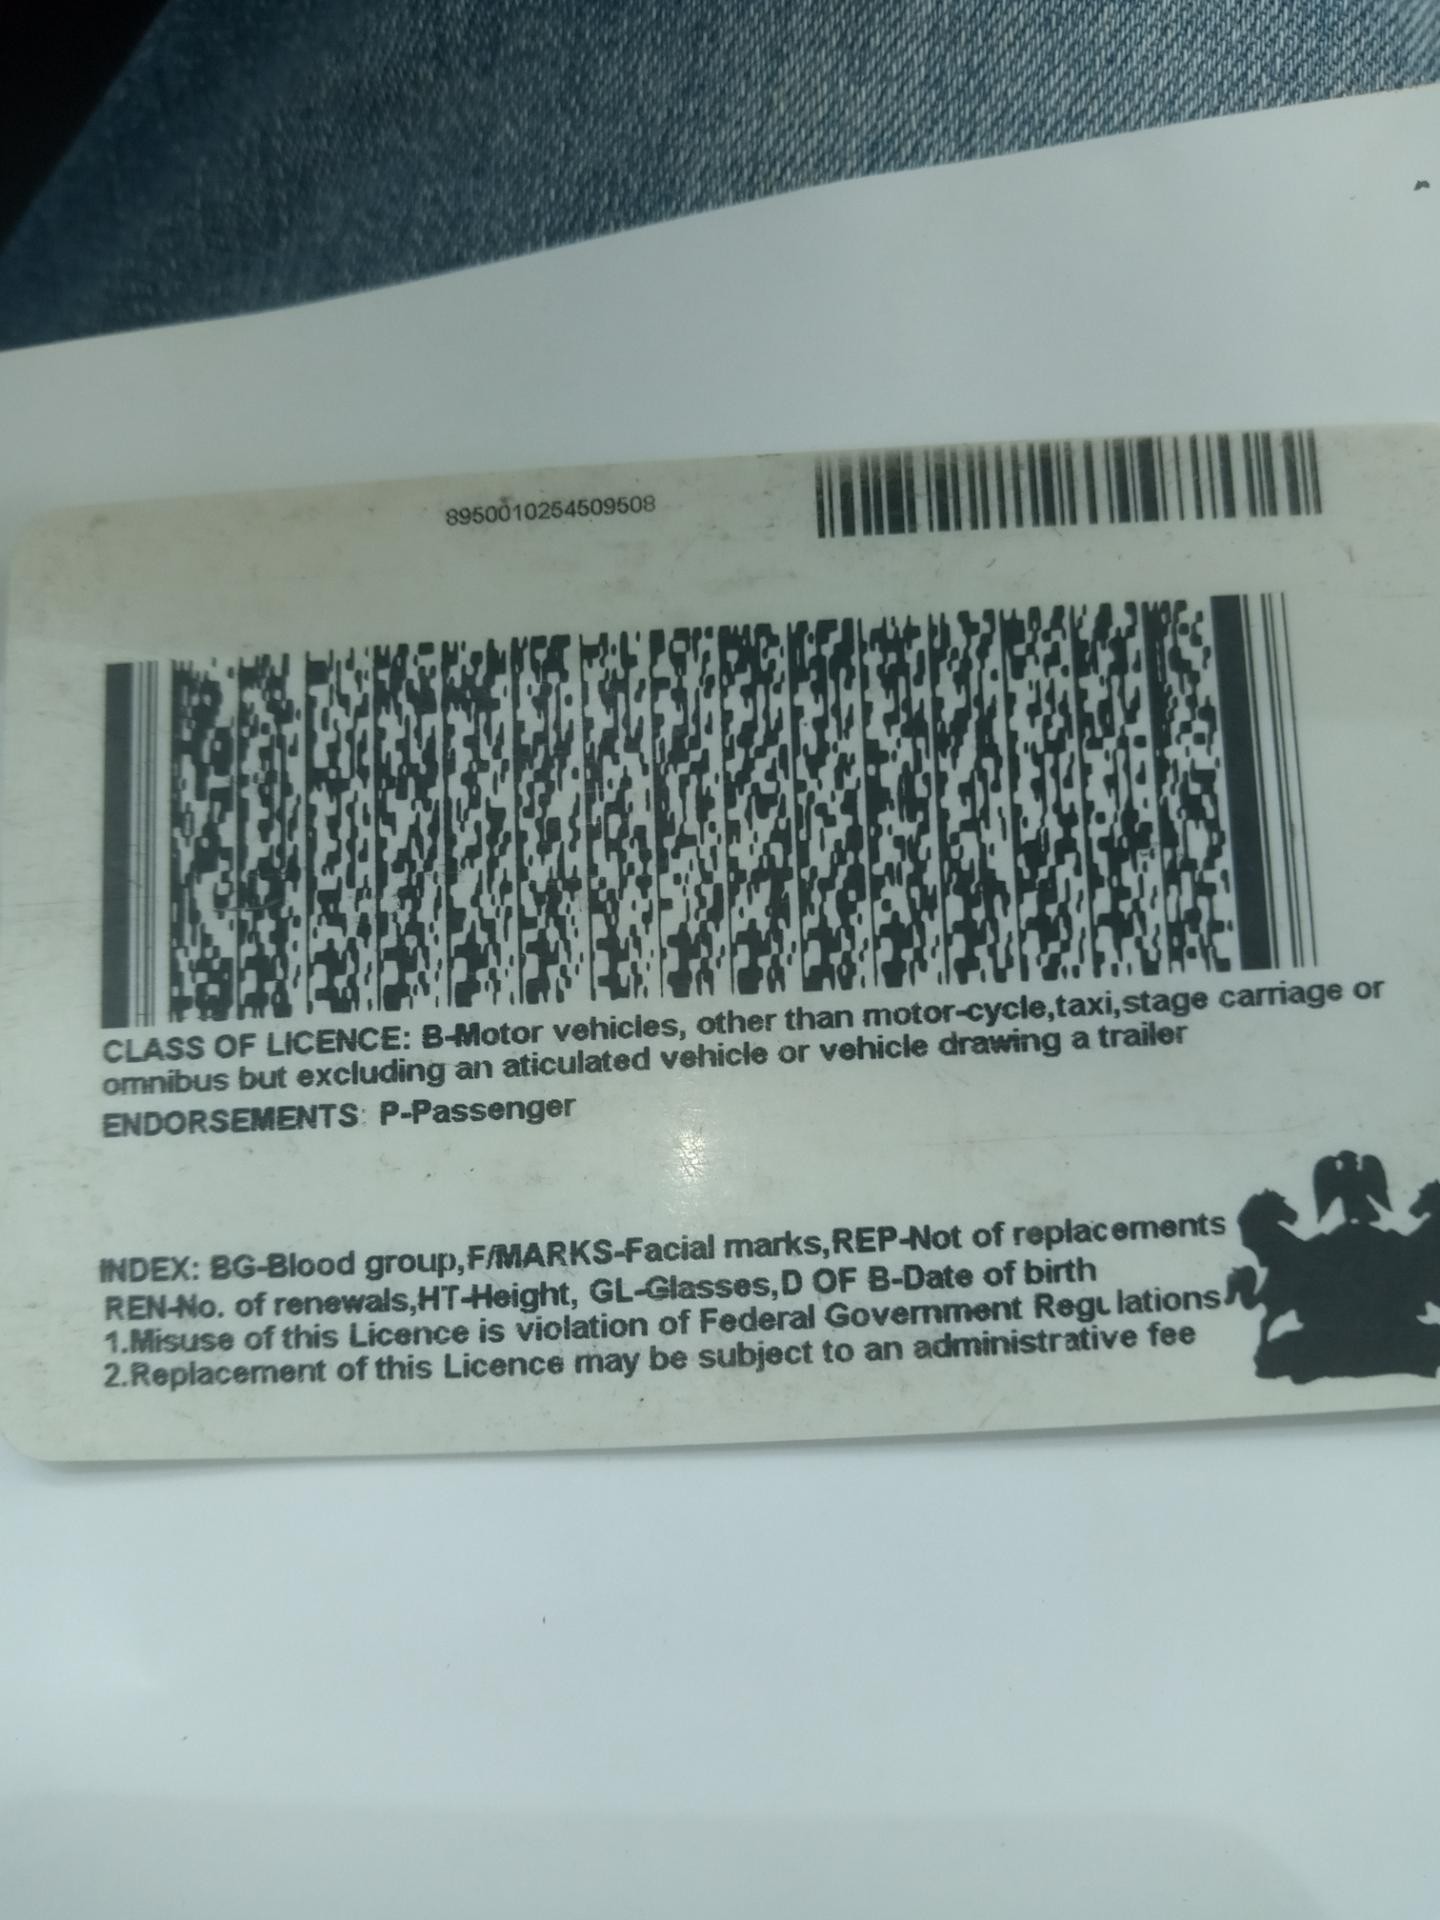 8950010254509508
CLASS OF LICENCE: B-Motor vehicles, other than motor-cycle,taxi,stage carriage or
omnibus but excluding an aticulated vehicle or vehicle drawing a trailer
ENDORSEMENTS: P-Passenger
INDEX: BG-Blood group,F/MARKS-Facial marks,REP-Not of replacements
REN-No. of renewals,HT-Height, GL-Glasses,D OF B-Date of birth
1.Misuse of this Licence is violation of Federal Government Regulations
2.Replacement of this Licence may be subject to an administrative fee